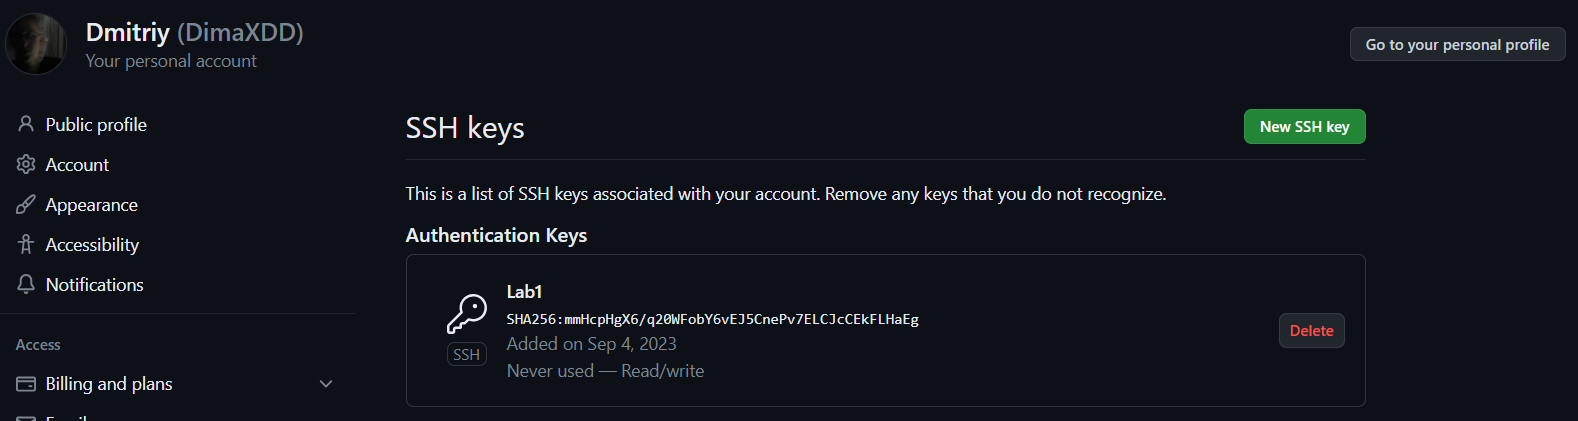 Dmitriy (DimaXDD)
Your personal account
Go to your personal profile
Public profile
Account
Appearance
Accessibility
Notifications
Access
Billing and plans
SSH keys
New SSH key
This is a list of SSH keys associated with your account. Remove any keys that you do not recognize.
Authentication Keys
Lab1
SHA256:mmHcpHgX6/q20WFobY6vEJ5CnePv7ELCJcCEkFLHaEg
Added on Sep 4, 2023
Never used — Read/write
SSH
Delete